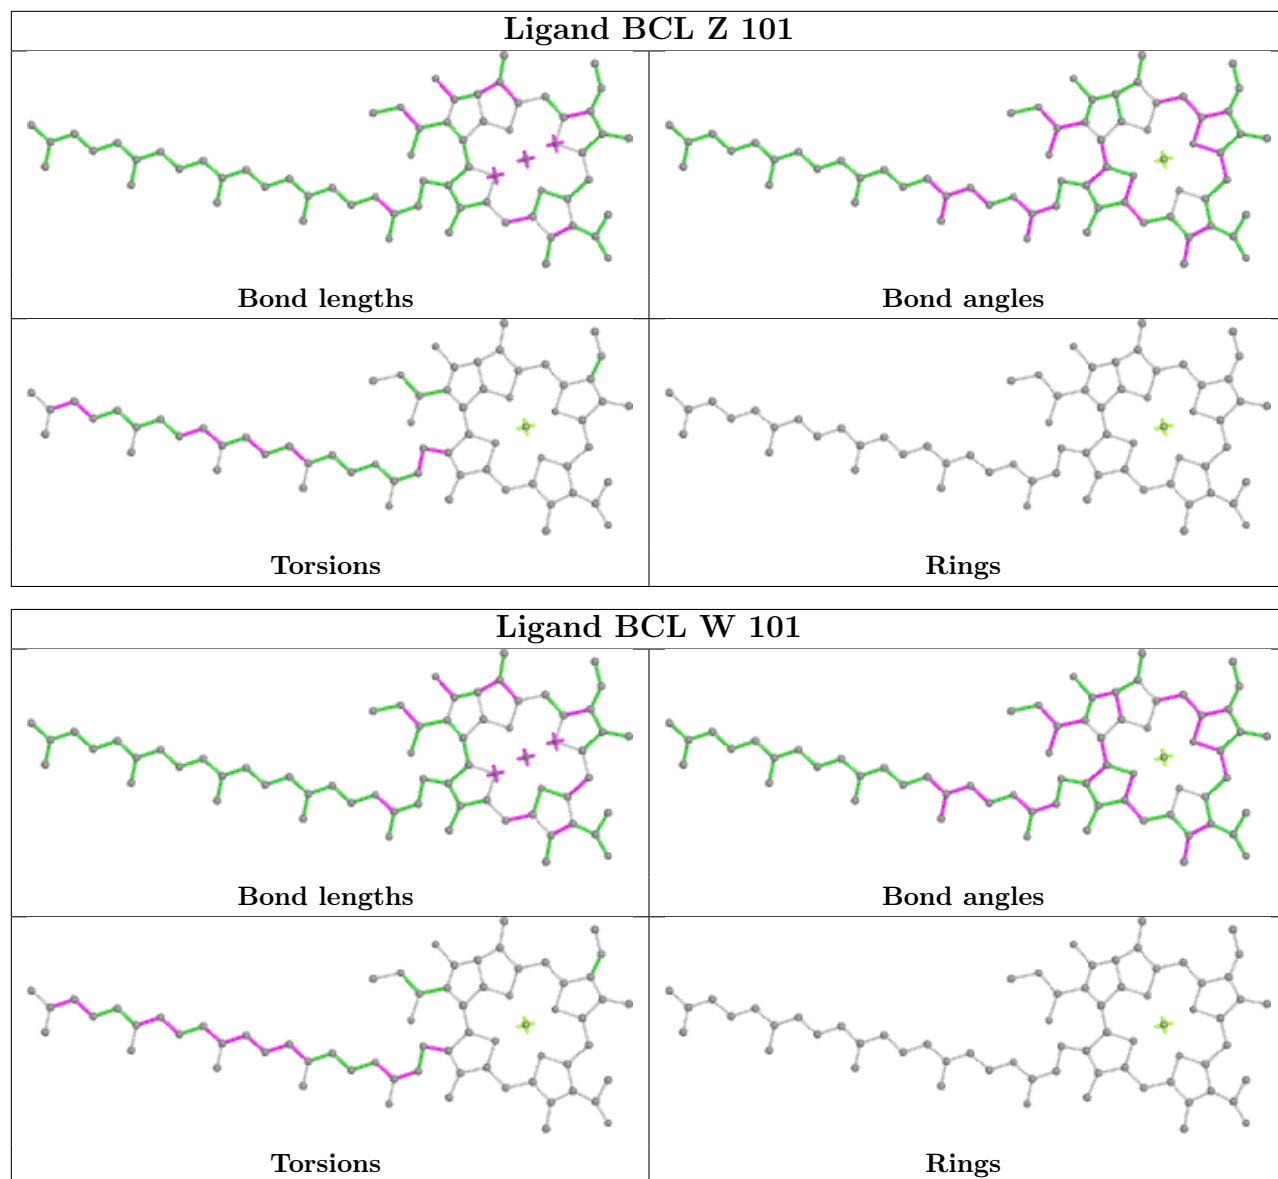 Ligand BCL Z 101
Bond lengths
Bond angles
Torsions
Rings
Ligand BCL W 101
Bond lengths
Bond angles
Torsions
Rings